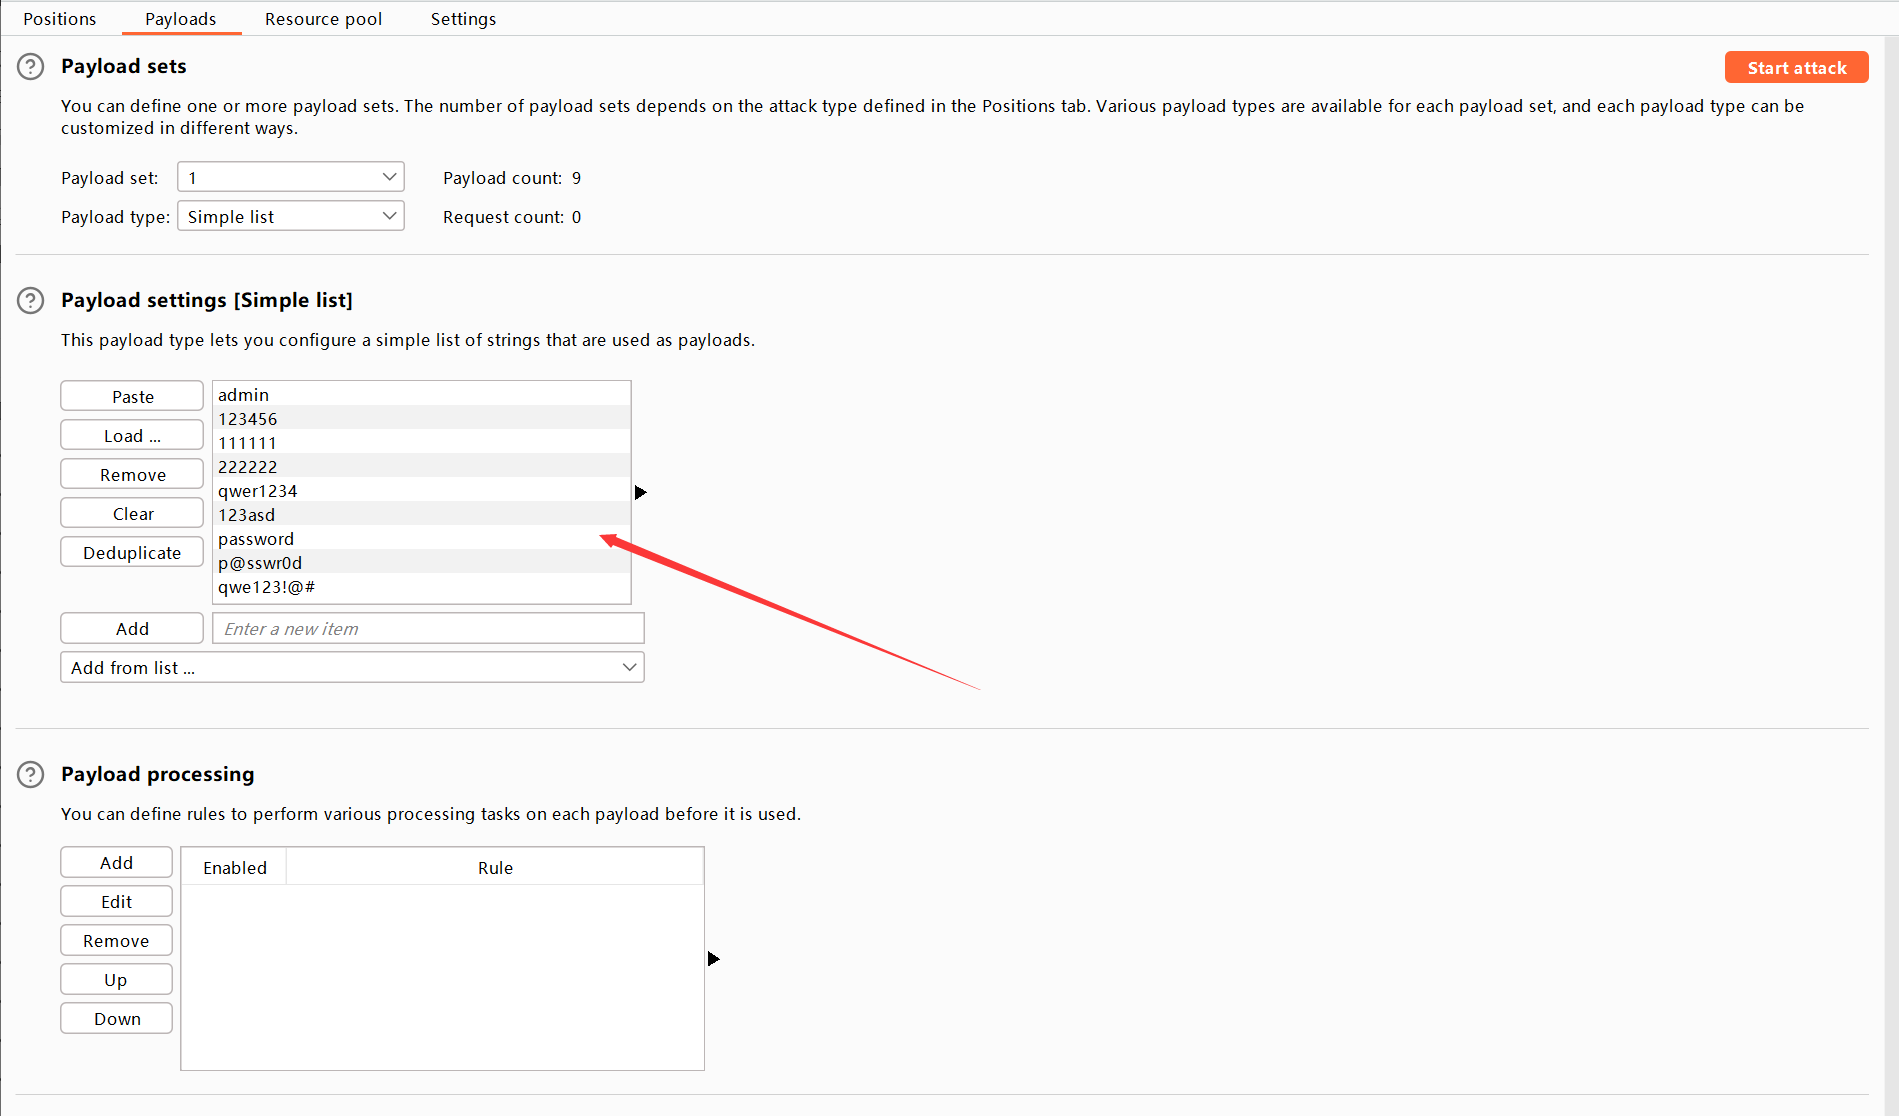 Positions Payloads Resource pool Settings
Payload sets
Start attack
You can define one or more payload sets. The number of payload sets depends on the attack type defined in the Positions tab. Various payload types are available for each payload set, and each payload type can be
customized in different ways.
Payload set: 1 Payload count: 9
Payload type: Simple list Request count: 0
Payload settings [Simple list]
This payload type lets you configure a simple list of strings that are used as payloads.
Paste
Load ...
Remove
Clear
Deduplicate
admin
123456
111111
222222
qwer1234
123asd
password
p@sswr0d
qwe123!@#
Add Enter a new item
Add from list ...
Payload processing
You can define rules to perform various processing tasks on each payload before it is used.
Add
Edit
Remove
Up
Down
Enabled Rule